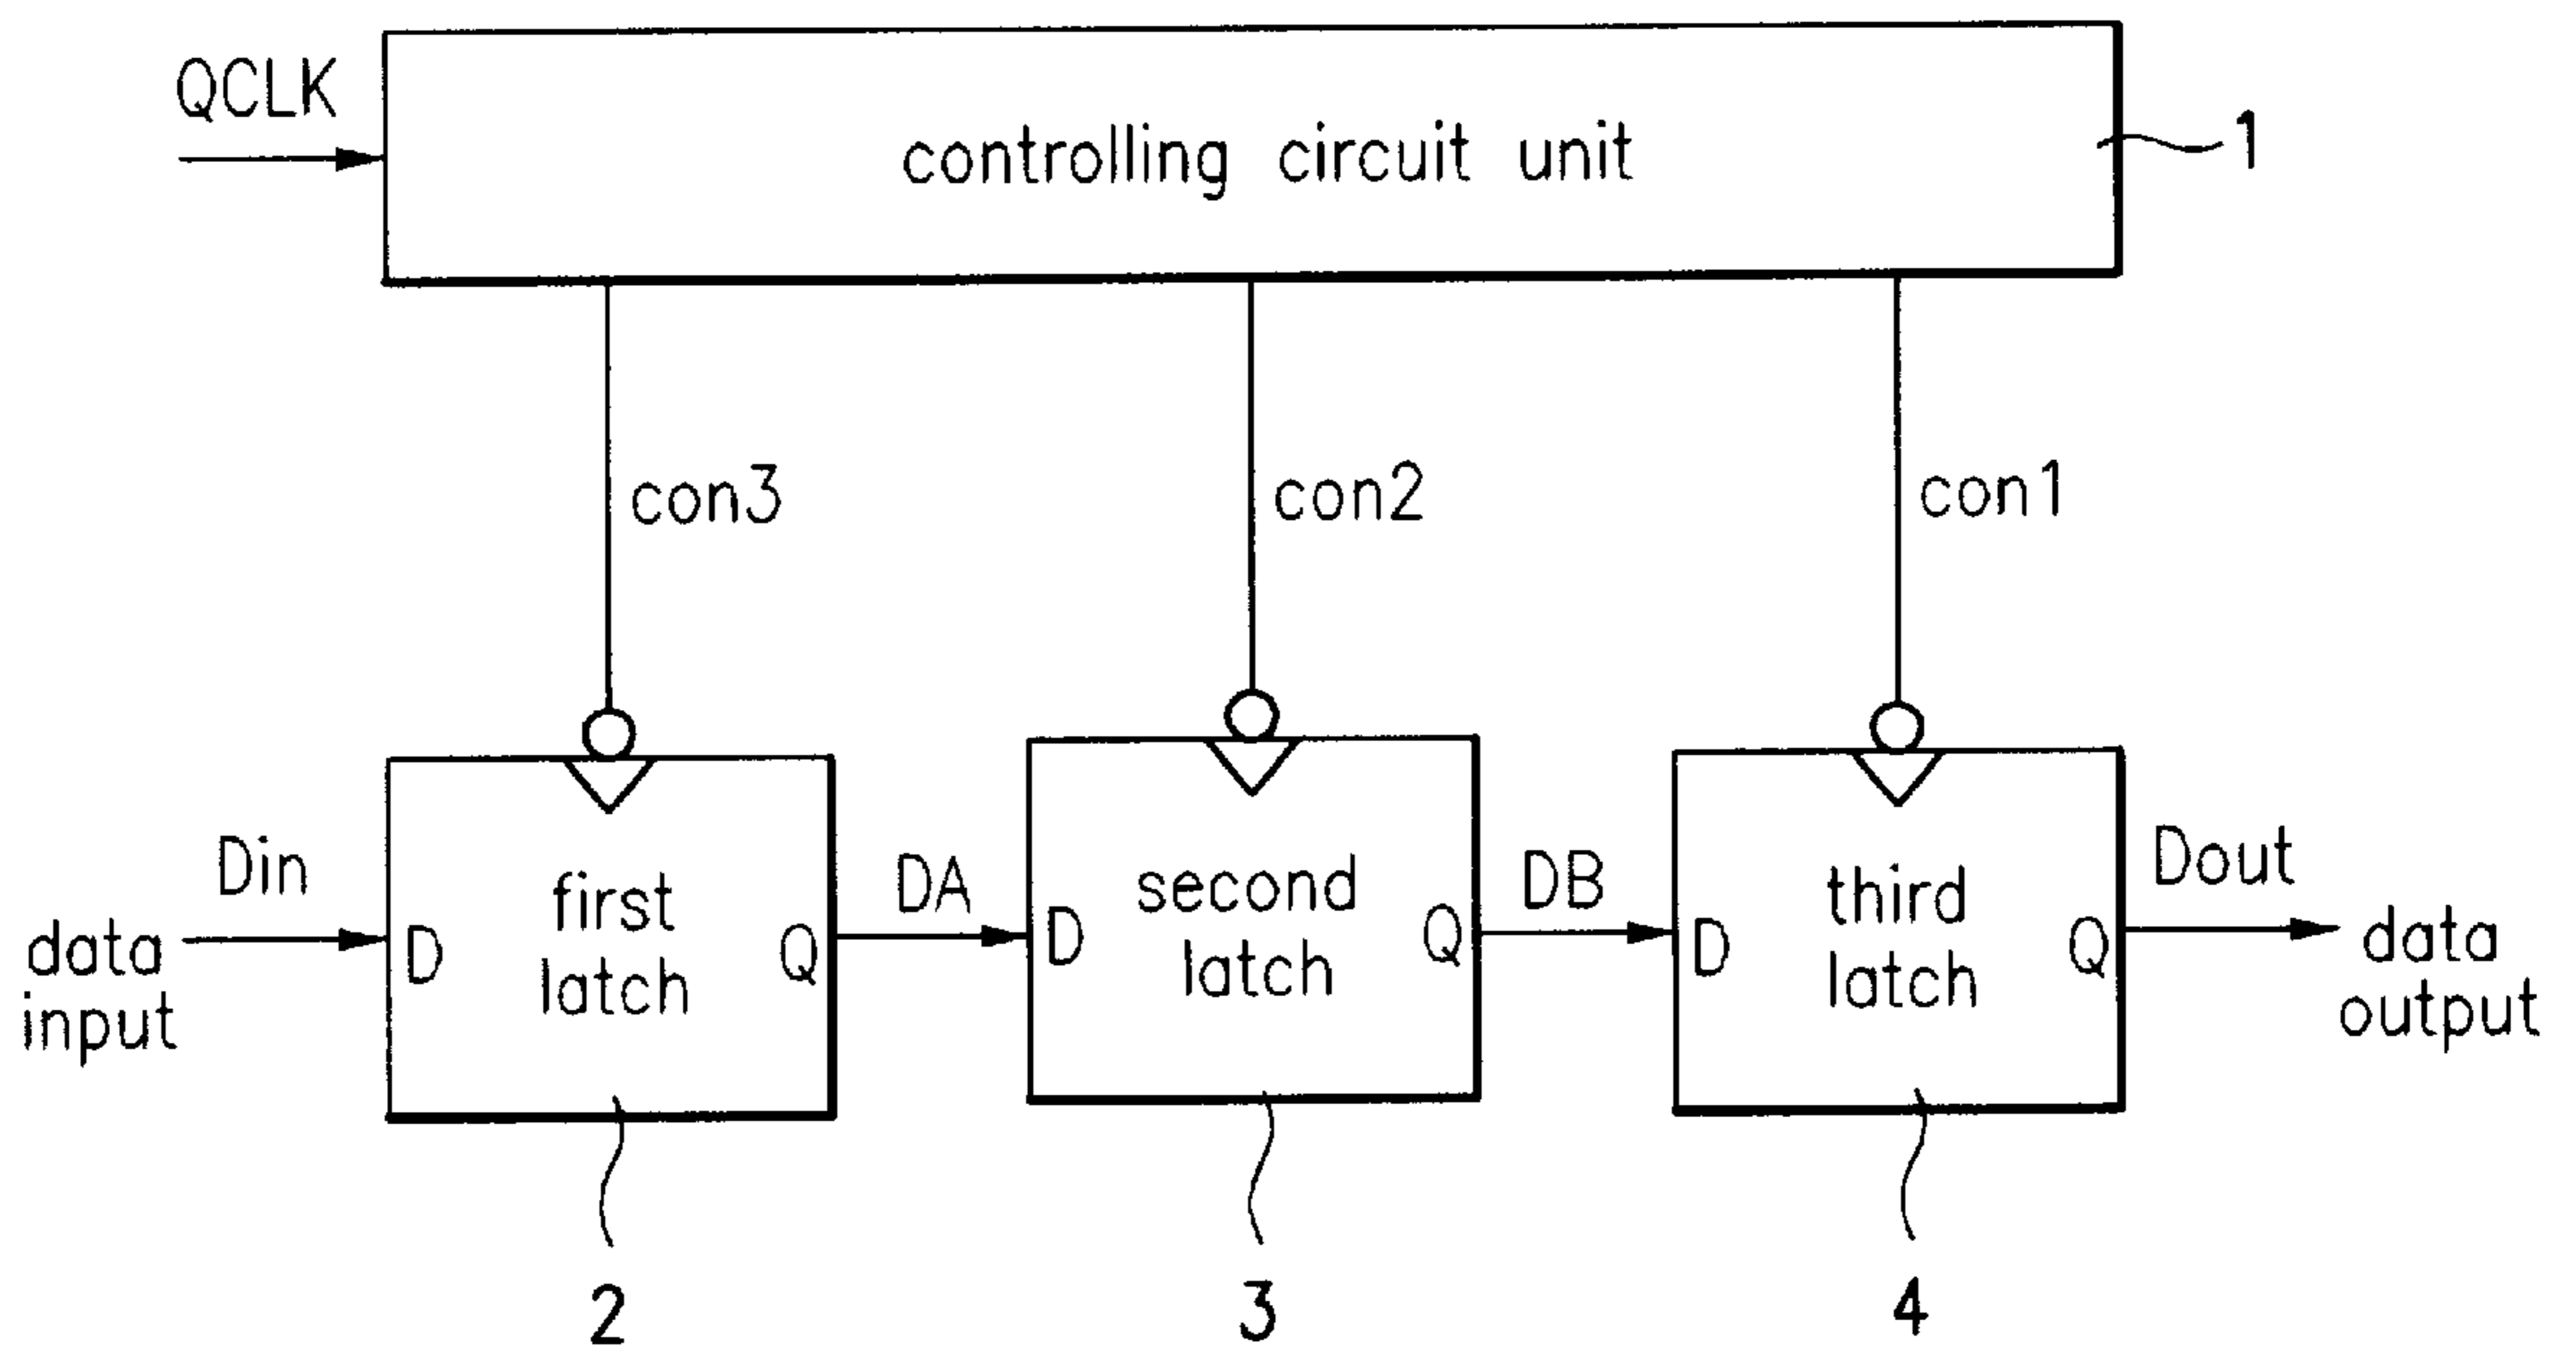 QCLK
controlling circuit unit
1
con3
con2
con1
Din
data
input
D
first
latch
Q
DA
D
second
latch
Q
DB
D
third
latch
Q
Dout
data
output
2
3
4